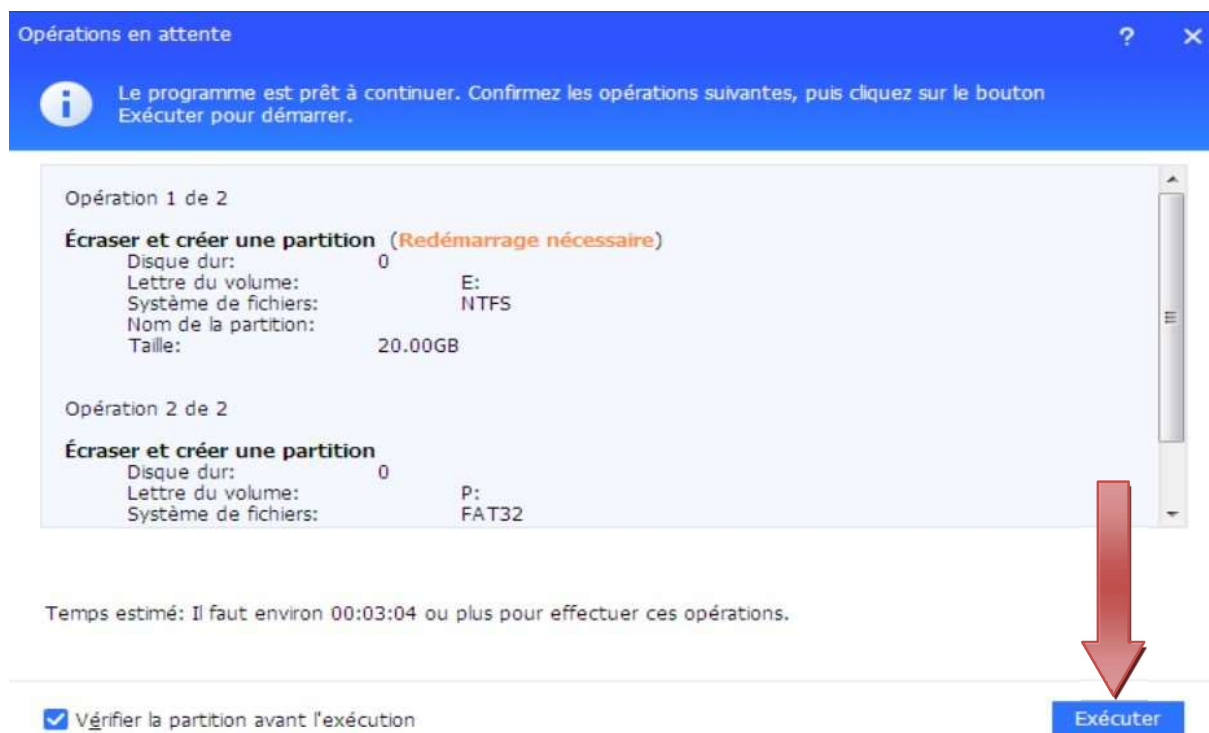 Opérations en attente
? ×
i
Le programme est prêt à continuer. Confirmez les opérations suivantes, puis cliquez sur le bouton
Exécuter pour démarrer.
Opération 1 de 2
Écraser et créer une partition (Redémarrage nécessaire)
Disque dur: 0
Lettre du volume: E:
Système de fichiers: NTFS
Nom de la partition:
Taille: 20.00GB
Opération 2 de 2
Écraser et créer une partition
Disque dur: 0
Lettre du volume: P:
Système de fichiers: FAT32
Temps estimé: Il faut environ 00:03:04 ou plus pour effectuer ces opérations.
Vérifier la partition avant l'exécution
Exécuter